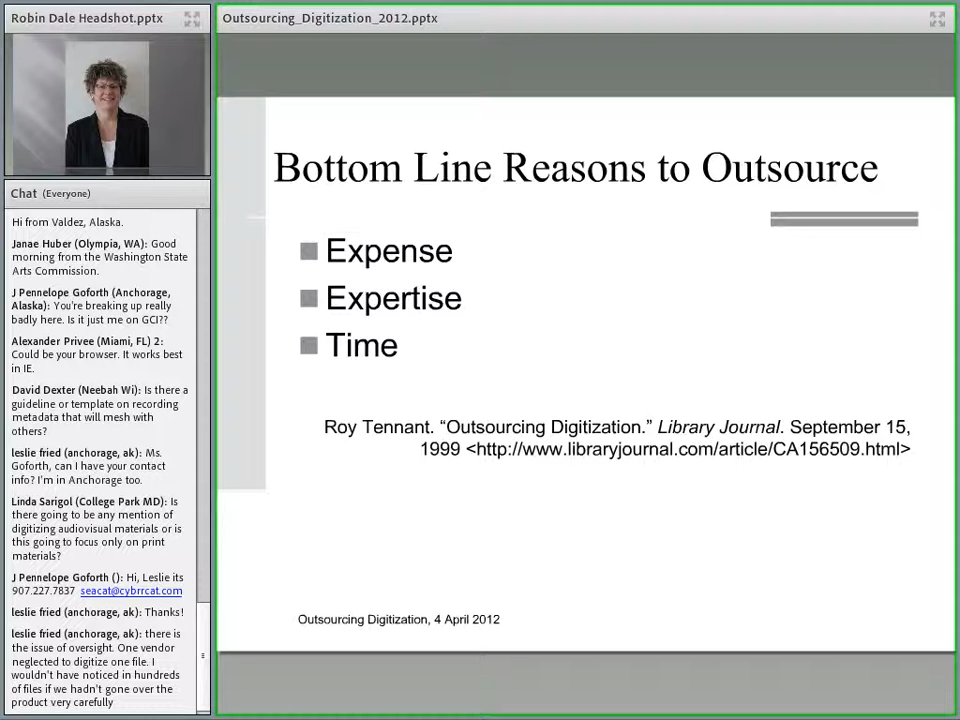 Robin Dale Headshot.pptx
Chat (Everyone)
Hi from Valdez, Alaska.
Janae Huber (Olympia, WA): Good
morning from the Washington State
Arts Commission.
J Pennelope Goforth (Anchorage,
Alaska): You're breaking up really
badly here. Is it just me on GCI??
Alexander Privee (Miami, FL) 2:
Could be your browser. It works best
in IE.
David Dexter (Neebah Wi): Is there a
guideline or template on recording
metadata that will mesh with
others?
leslie fried (anchorage, ak): Ms.
Goforth, can I have your contact
info? I'm in Anchorage too.
Linda Sarigol (College Park MD): Is
there going to be any mention of
digitizing audiovisual materials or is
this going to focus only on print
materials?
J Pennelope Goforth (): Hi, Leslie its
907.227.7837 seacat@cybrrcat.com
leslie fried (anchorage, ak): Thanks!
leslie fried (anchorage, ak): there is
the issue of oversight. One vendor
neglected to digitize one file. I
wouldn't have noticed in hundreds
of files if we hadn't gone over the
product very carefully
Outsourcing_Digitization_2012.pptx
Bottom Line Reasons to Outsource
Expense
Expertise
Time
Roy Tennant. “Outsourcing Digitization.” Library Journal. September 15,
1999 <http://www.libraryjournal.com/article/CA156509.html>
Outsourcing Digitization, 4 April 2012